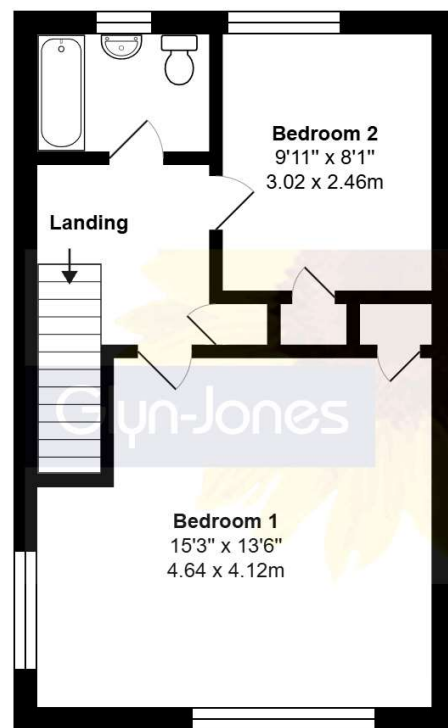 Bedroom 2
9'11" x 8'1"
3.02 x 2.46m
Landing
Glyn-Jones
Bedroom 1
15'3" x 13'6"
4.64 x 4.12m